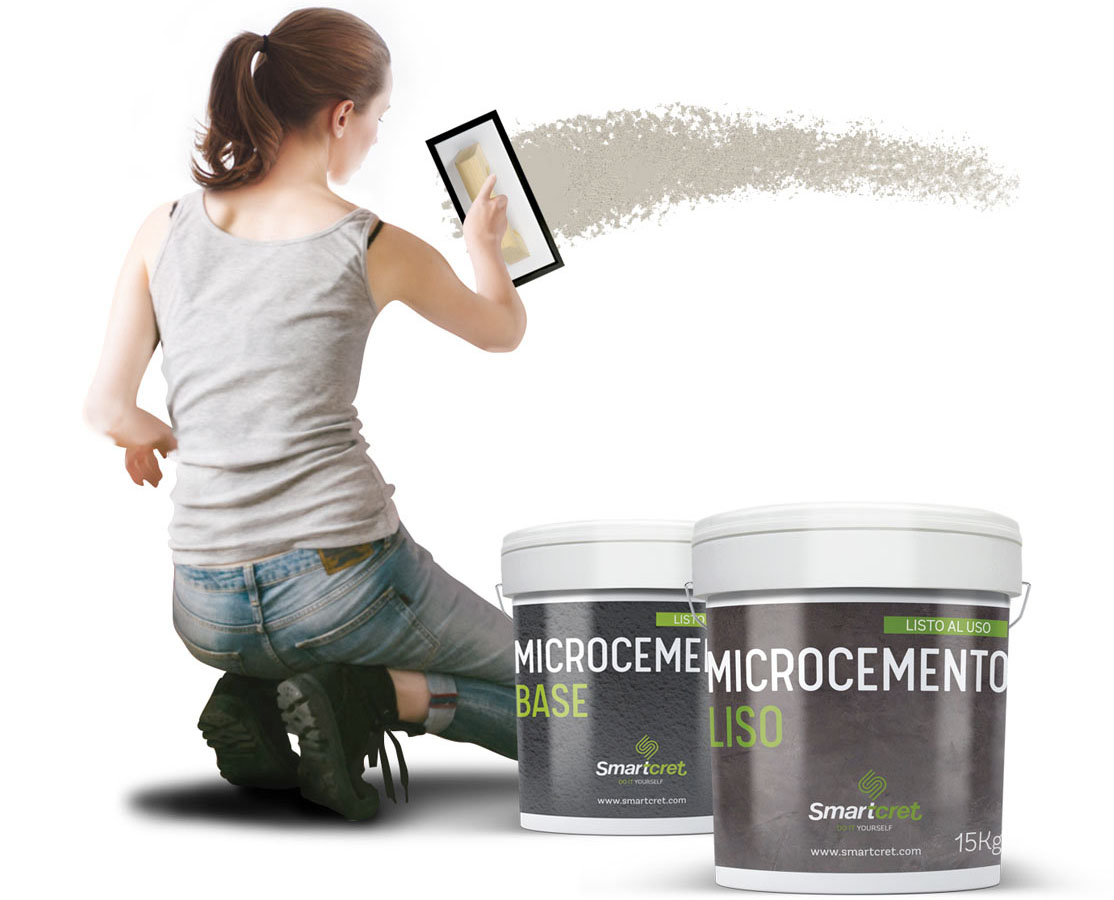 LISTO
MICROCEME
BASE
Smartcret
DO IT YOURSELF
www.smartcret.com
LISTO AL USO
MICROCEMENTO
LISO
Smartcret
DO IT YOURSELF
www.smartcret.com
15Kg